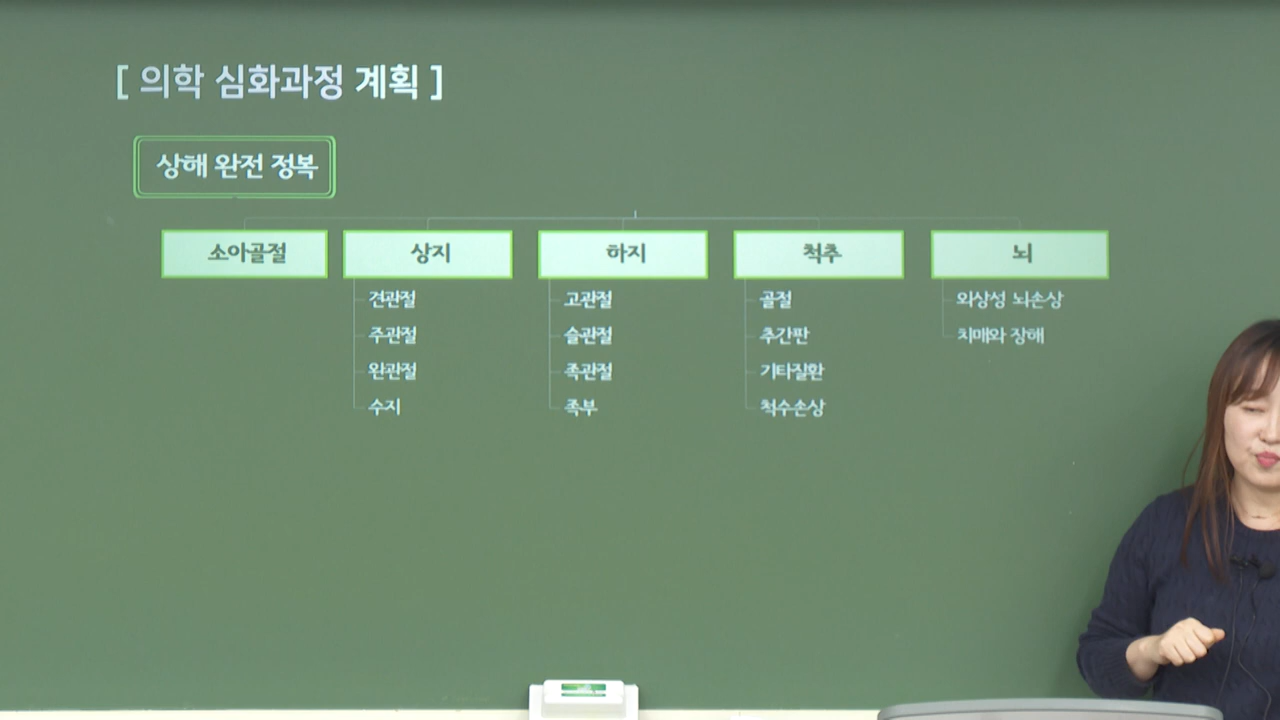 [ 의학 심화과정 계획 ]
상해 완전 정복
소아골절
상지
견관절
주관절
완관절
수지
하지
고관절
슬관절
족관절
족부
척추
골절
추간판
기타질환
척수손상
뇌
외상성 뇌손상
치매와 장해